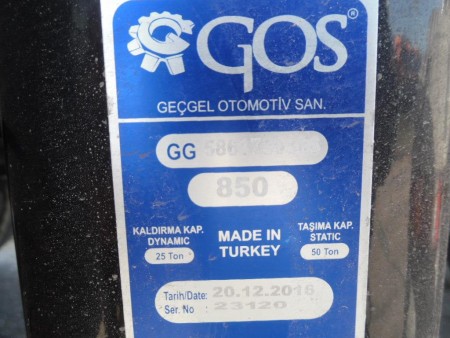 GOS®
GEÇGEL OTOMOTİV SAN.
GG
850
KALDIRMA KAP. DYNAMIC
25 Ton
MADE IN
TURKEY
TAŞIMA KAP. STATIC
50 Ton
Tarih/Date: 20.12.2016
Ser. No : 23120